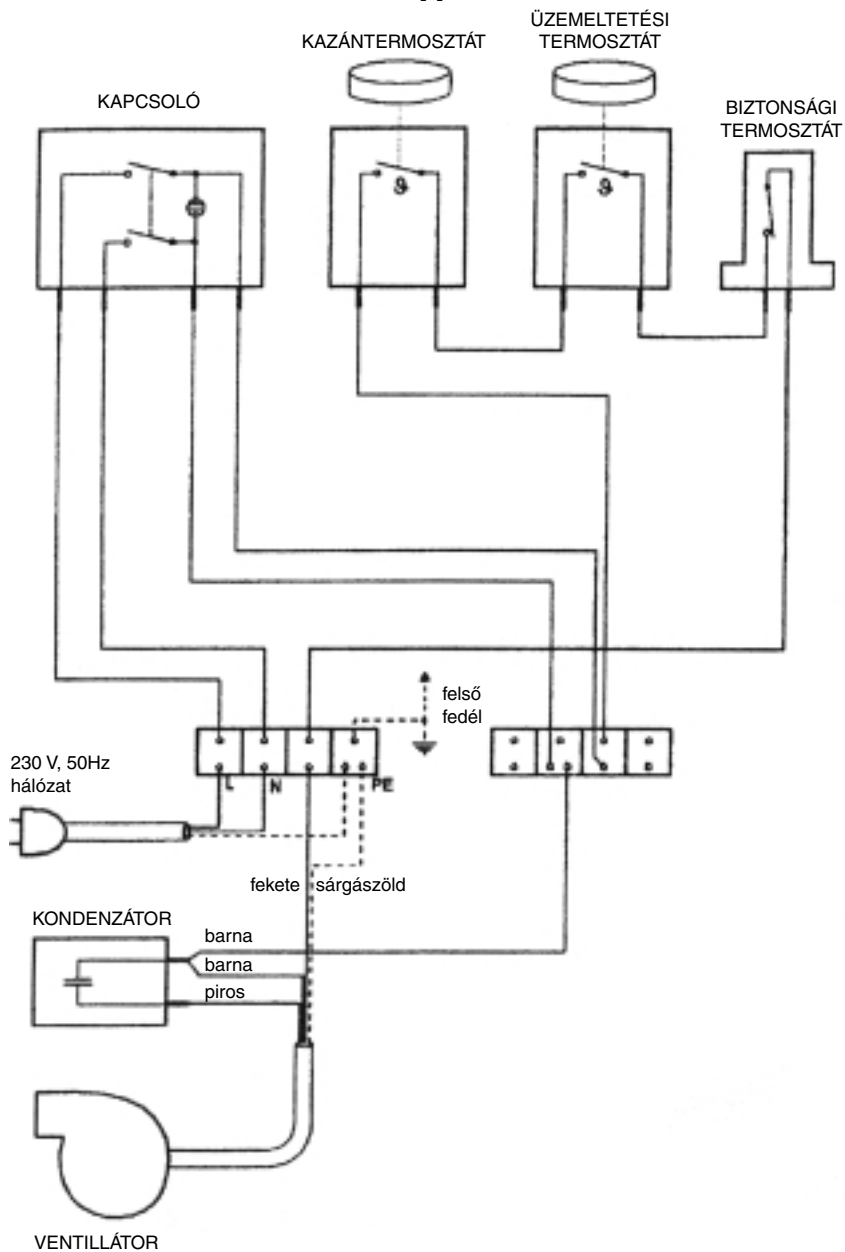 KAPCSOLÓ
KAZÁNTERMOSZTÁT
ÜZEMELTETÉSI
TERMOSZTÁT
BIZTONSÁGI
TERMOSZTÁT
felső
fedél
230 V, 50Hz
hálózat
L
N
PE
fekete
sárgászöld
KONDENZÁTOR
barna
barna
piros
VENTILLÁTOR